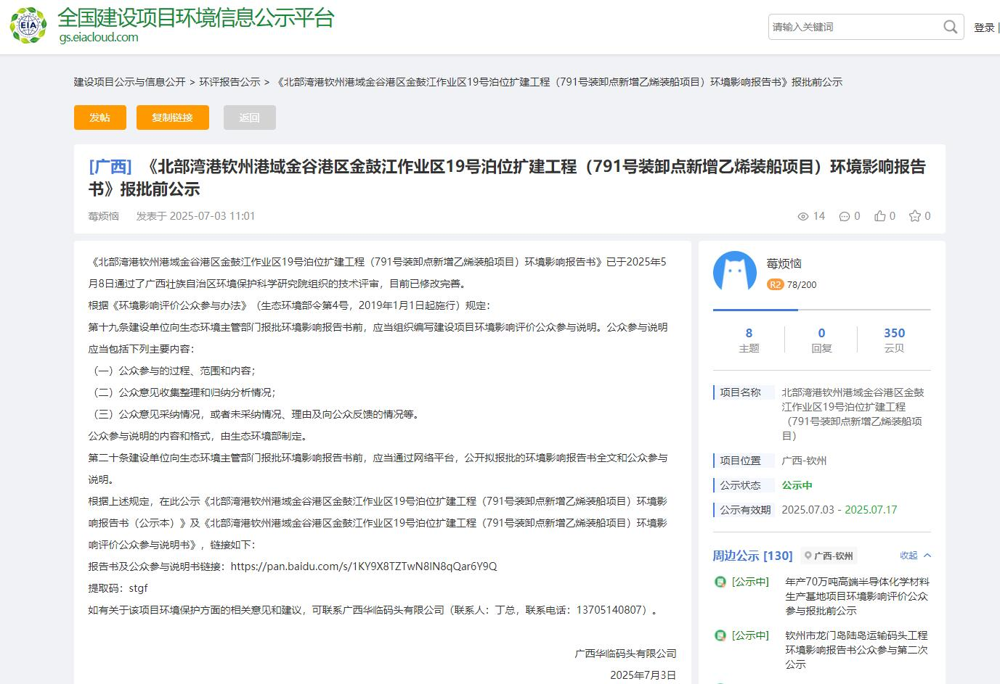 EIA
全国建设项目环境信息公示平台
gs.eiacloud.com
请输入关键词
登录 |
建设项目公示与信息公开 > 环评报告公示 > 《北部湾港钦州港域金谷港区金鼓江作业区19号泊位扩建工程（791号装卸点新增乙烯装船项目）环境影响报告书》报批前公示
发帖 复制链接 返回
[广西] 《北部湾港钦州港域金谷港区金鼓江作业区19号泊位扩建工程（791号装卸点新增乙烯装船项目）环境影响报告
书》报批前公示
莓烦恼 发表于 2025-07-03 11:01 14 0 0 0
《北部湾港钦州港域金谷港区金鼓江作业区19号泊位扩建工程（791号装卸点新增乙烯装船项目）环境影响报告书》已于2025年5
月8日通过了广西壮族自治区环境保护科学研究院组织的技术评审，目前已修改完善。
根据《环境影响评价公众参与办法》（生态环境部令第4号，2019年1月1日起施行）规定：
第十九条建设单位向生态环境主管部门报批环境影响报告书前，应当组织编写建设项目环境影响评价公众参与说明。公众参与说明
应当包括下列主要内容：
（一）公众参与的过程、范围和内容；
（二）公众意见收集整理和归纳分析情况；
（三）公众意见采纳情况，或者未采纳情况、理由及向公众反馈的情况等。
公众参与说明的内容和格式，由生态环境部制定。
第二十条建设单位向生态环境主管部门报批环境影响报告书前，应当通过网络平台，公开拟报批的环境影响报告书全文和公众参与
说明。
根据上述规定，在此公示《北部湾港钦州港域金谷港区金鼓江作业区19号泊位扩建工程（791号装卸点新增乙烯装船项目）环境影
响报告书（公示本）》及《北部湾港钦州港域金谷港区金鼓江作业区19号泊位扩建工程（791号装卸点新增乙烯装船项目）环境影
响评价公众参与说明书》，链接如下：
报告书及公众参与说明书链接：https://pan.baidu.com/s/1KY9X8TZTwN8IN8qQar6Y9Q
提取码：stgf
如有关于该项目环境保护方面的相关意见和建议，可联系广西华临码头有限公司（联系人：丁总，联系电话：13705140807）。
广西华临码头有限公司
2025年7月3日
莓烦恼
R2 78/200
8 0 350
主题 回复 云贝
项目名称 北部湾港钦州港域金谷港区金鼓
江作业区19号泊位扩建工程
（791号装卸点新增乙烯装船项
目）
项目位置 广西-钦州
公示状态 公示中
公示有效期 2025.07.03 - 2025.07.17
周边公示 [130] 广西-钦州 收起
[公示中] 年产70万吨高端半导体化学材料
生产基地项目环境影响评价公众
参与报批前公示
[公示中] 钦州市龙门岛陆岛运输码头工程
环境影响报告书公众参与第二次
公示